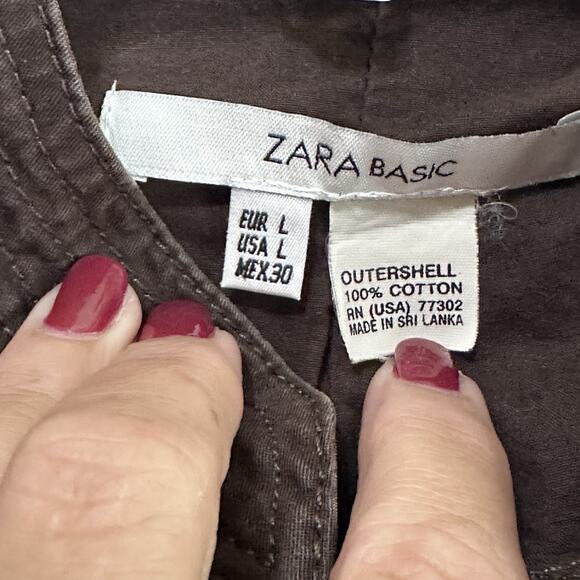 ZARA BASIC
EUR L
USA L
MEX.30
OUTERSHELL
100% COTTON
RN (USA) 77302
MADE IN SRI LANKA